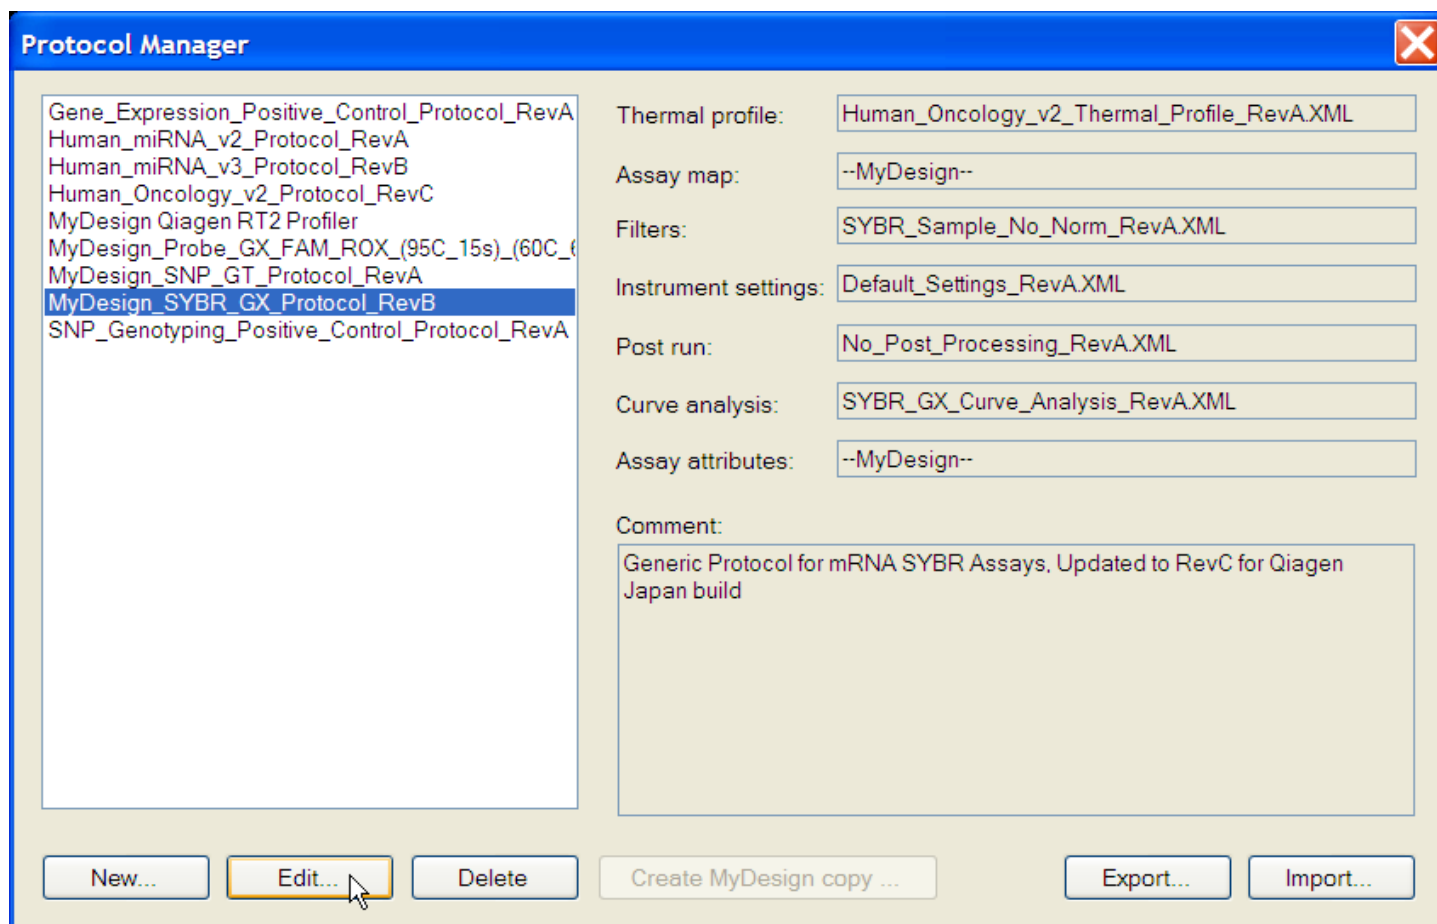 Protocol Manager
Gene_Expression_Positive_Control_Protocol_RevA
Human_miRNA_v2_Protocol_RevA
Human_miRNA_v3_Protocol_RevB
Human_Oncology_v2_Protocol_RevC
MyDesign Qiagen RT2 Profiler
MyDesign_Probe_GX_FAM_ROX_(95C_15s)_(60C_
MyDesign_SNP_GT_Protocol_RevA
MyDesign_SYBR_GX_Protocol_RevB
SNP_Genotyping_Positive_Control_Protocol_RevA
Thermal profile: Human_Oncology_v2_Thermal_Profile_RevA.XML
Assay map: --MyDesign--
Filters: SYBR_Sample_No_Norm_RevA.XML
Instrument settings: Default_Settings_RevA.XML
Post run: No_Post_Processing_RevA.XML
Curve analysis: SYBR_GX_Curve_Analysis_RevA.XML
Assay attributes: --MyDesign--
Comment:
Generic Protocol for mRNA SYBR Assays, Updated to RevC for Qiagen
Japan build
New... Edit... Delete Create MyDesign copy ... Export... Import...